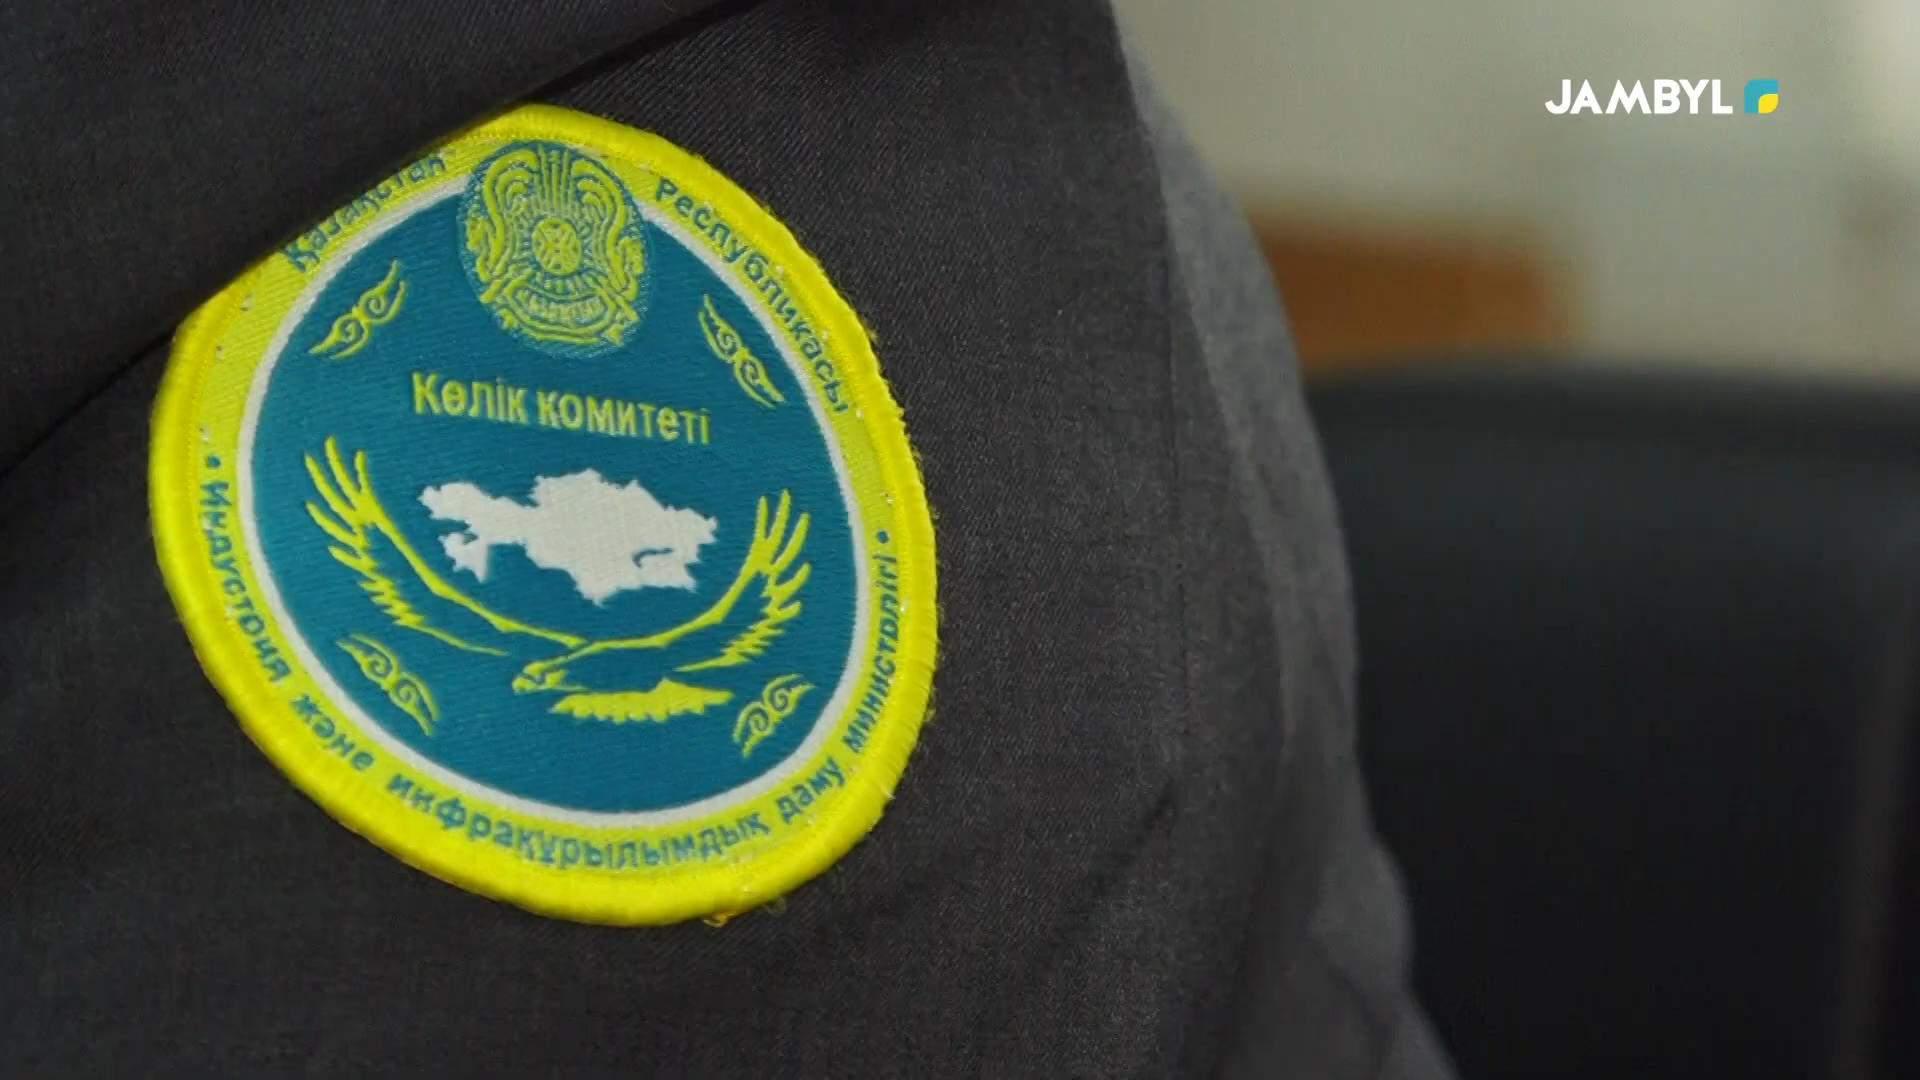 JAMBYL
Қазақстан Республикасы
Көлік комитеті
• Индустрия және инфрақұрылымдық даму министрлігі •